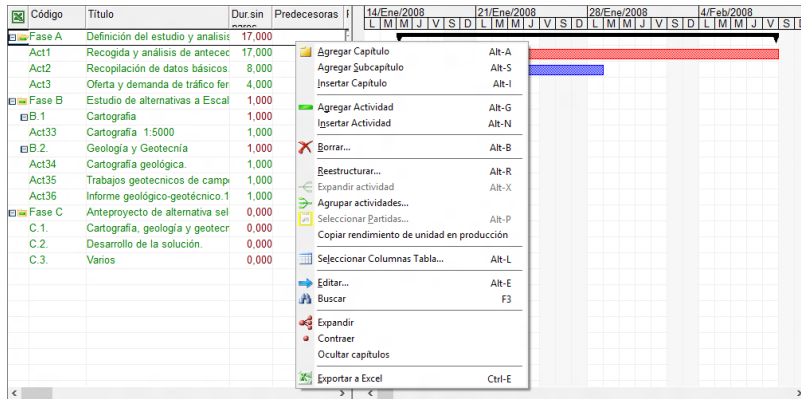 Código Título Dur.sin Predecesoras 14/Ene/2008 21/Ene/2008 28/Ene/2008 4/Feb/2008
L M M J V S D L M M J V S D L M M J V S D L M M J V S D
Fase A Definición del estudio y analisis 17,000
Act1 Recogida y análisis de anteced 17,000
Act2 Recopilación de datos básicos. 8,000
Act3 Oferta y demanda de tráfico fer 4,000
Fase B Estudio de alternativas a Escal 1,000
B.1 Cartografia 1,000
Act33 Cartografía 1:5000 1,000
B.2. Geología y Geotecnía 1,000
Act34 Cartografía geológica. 1,000
Act35 Trabajos geotecnicos de campo 1,000
Act36 Informe geológico-geotécnico.1 1,000
Fase C Anteproyecto de alternativa sel 0,000
C.1. Cartografía, geología y geotecr 0,000
C.2. Desarrollo de la solución. 0,000
C.3. Varios 0,000
Agregar Capítulo Alt-A
Agregar Subcapítulo Alt-S
Insertar Capítulo Alt-I
Agregar Actividad Alt-G
Insertar Actividad Alt-N
Borrar... Alt-B
Reestructurar... Alt-R
Expandir actividad Alt-X
Agrupar actividades...
Seleccionar Partidas... Alt-P
Copiar rendimiento de unidad en producción
Seleccionar Columnas Tabla... Alt-L
Editar... Alt-E
Buscar F3
Expandir
Contraer
Ocultar capítulos
Exportar a Excel Ctrl-E